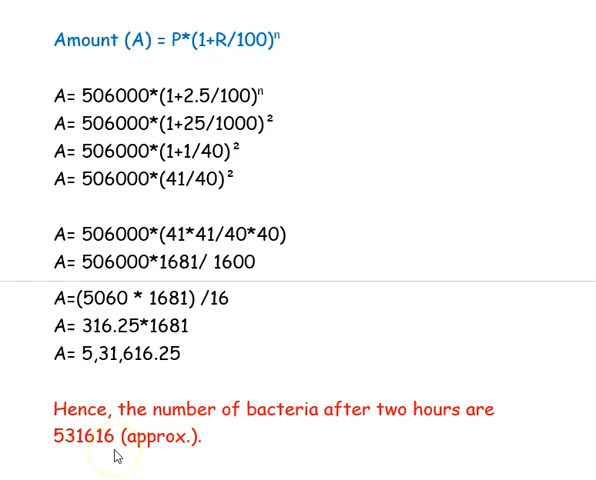 Amount (A) = P*(1+R/100)ⁿ
A= 506000*(1+2.5/100)ⁿ
A= 506000*(1+25/1000)²
A= 506000*(1+1/40)²
A= 506000*(41/40)²
A= 506000*(41*41/40*40)
A= 506000*1681/ 1600
A=(5060 * 1681) /16
A= 316.25*1681
A= 5,31,616.25
Hence, the number of bacteria after two hours are
531616 (approx.).